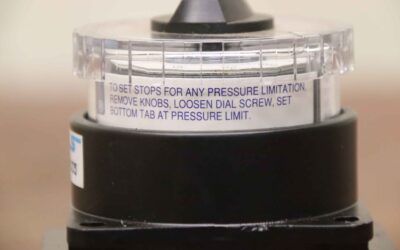 TO SET STOPS FOR ANY PRESSURE LIMITATION,
REMOVE KNOBS, LOOSEN DIAL SCREW, SET
BOTTOM TAB AT PRESSURE LIMIT.